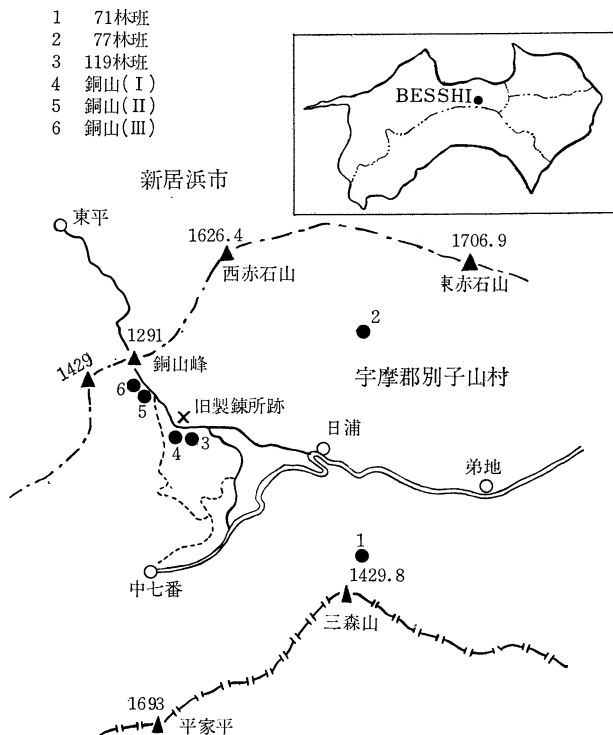 1 71林班
2 77林班
3 119林班
4 銅山(Ⅰ)
5 銅山(Ⅱ)
6 銅山(Ⅲ)
BESSHI
新居浜市
東平
1626.4
西赤石山
1706.9
東赤石山
2
1291
銅山峰
1429
宇摩郡別子山村
6
5
旧製錬所跡
4
3
日浦
弟地
1
中七番
1429.8
三森山
1693
平家平